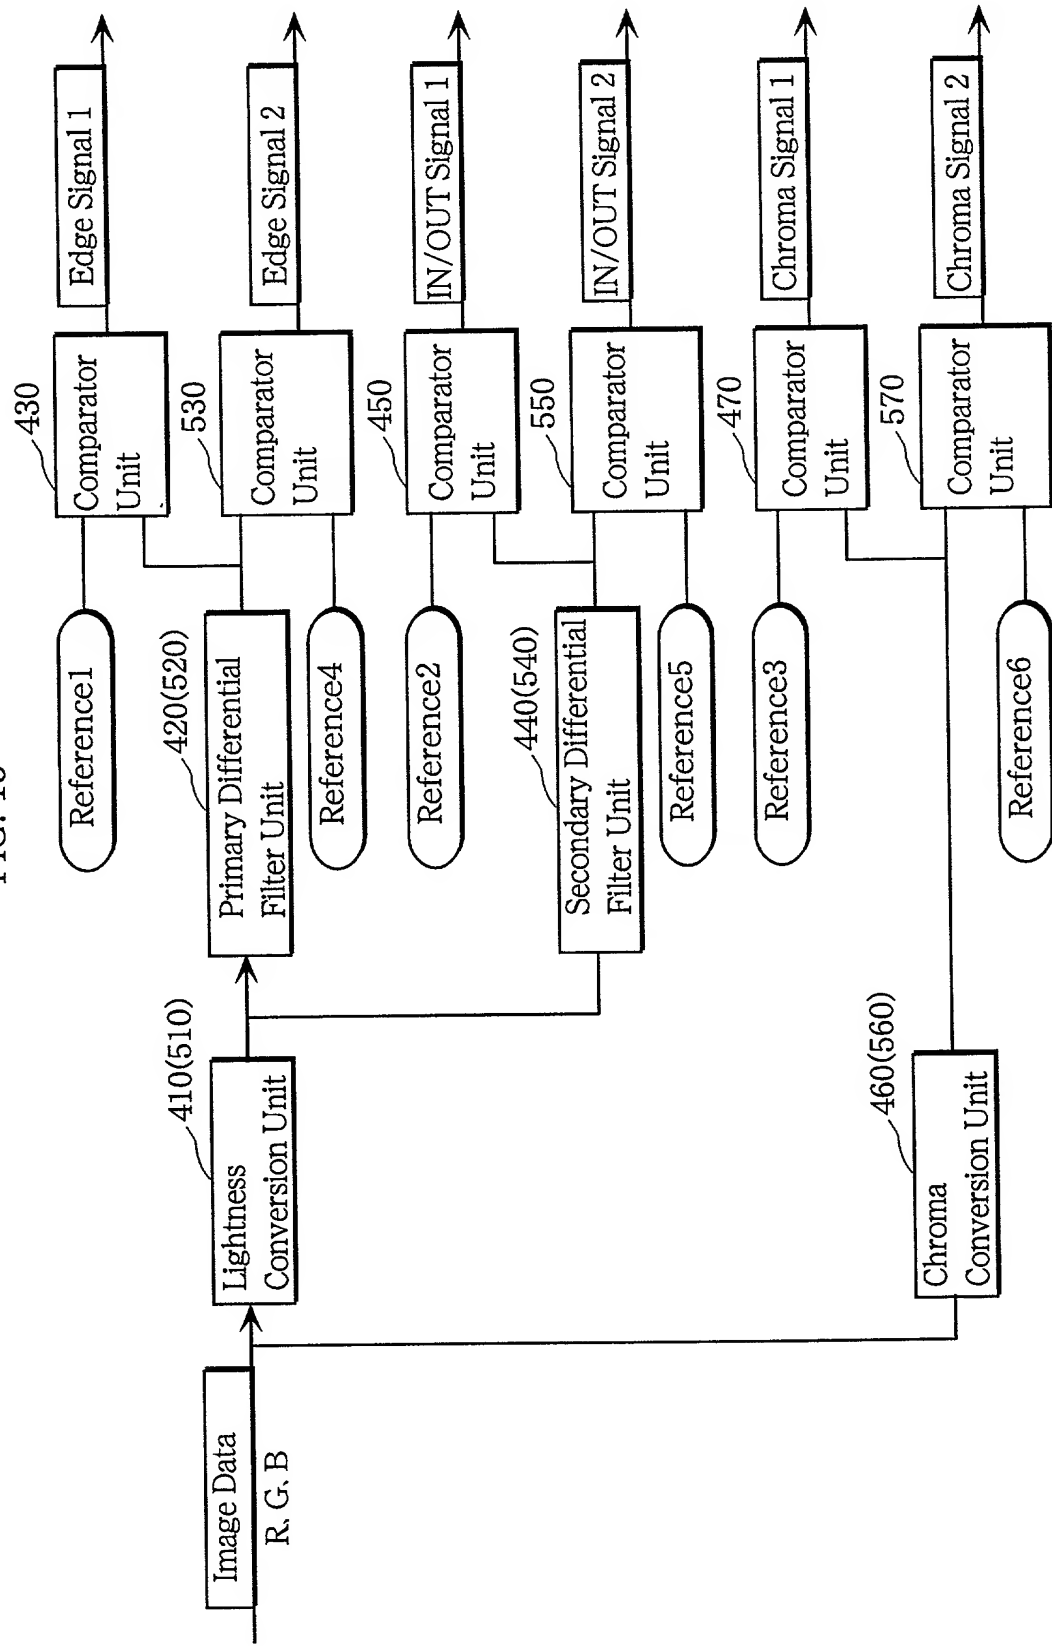 FIG.
Reference1
430
Comparator
Unit
Edge Signal 1
Image Data
R, G, B
410(510)
Lightness
Conversion Unit
420(520)
Primary Differential
Filter Unit
530
Comparator
Unit
Edge Signal 2
Reference4
Reference2
450
Comparator
Unit
IN/OUT Signal 1
440(540)
Secondary Differential
Filter Unit
550
Comparator
Unit
IN/OUT Signal 2
Reference5
Reference3
470
Comparator
Unit
Chroma Signal 1
460(560)
Chroma
Conversion Unit
570
Comparator
Unit
Chroma Signal 2
Reference6